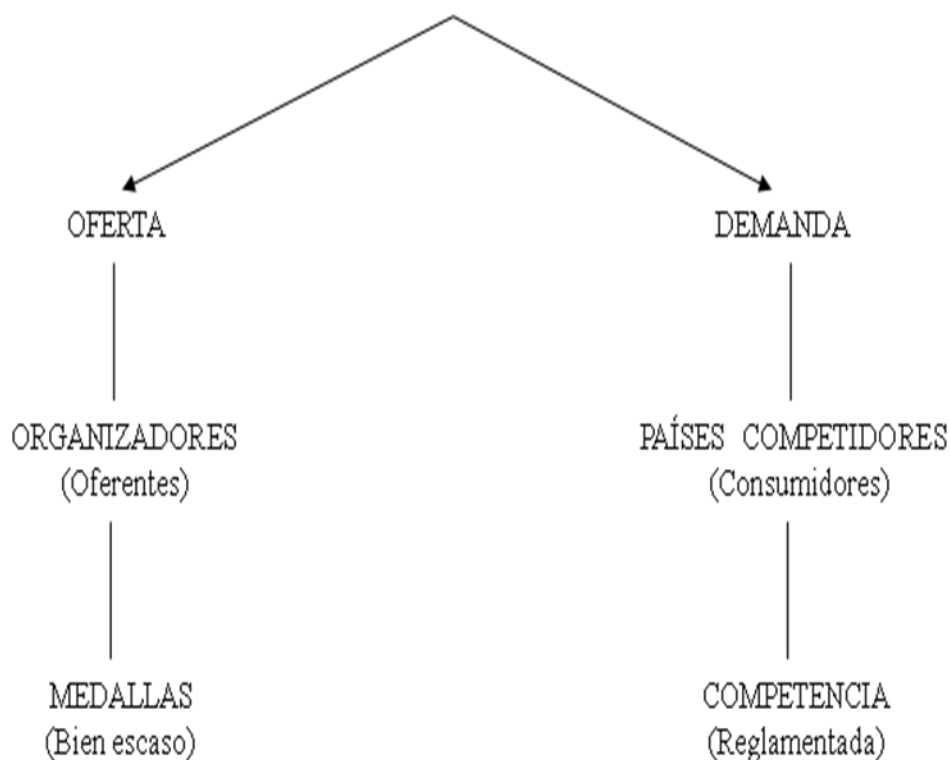 OFERTA
DEMANDA
ORGANIZADORES
(Oferentes)
PAÍSES COMPETIDORES
(Consumidores)
MEDALLAS
(Bien escaso)
COMPETENCIA
(Reglamentada)